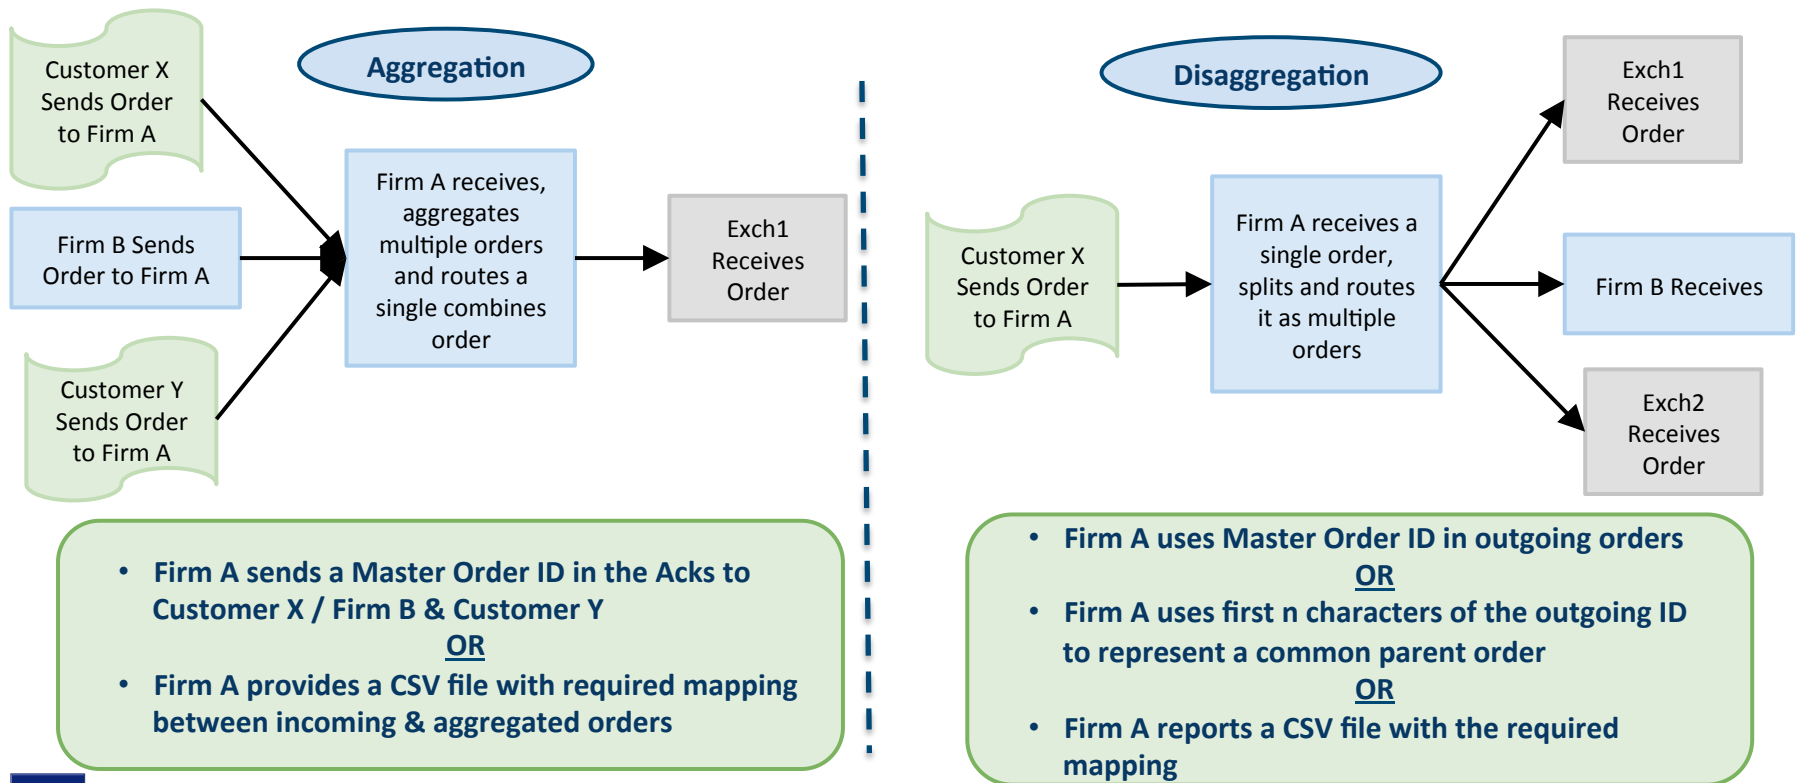 Aggregation
Customer X
Sends Order
to Firm A
Firm B Sends
Order to Firm A
Customer Y
Sends Order
to Firm A
Firm A receives,
aggregates
multiple orders
and routes a
single combines
order
Exch1
Receives
Order
• Firm A sends a Master Order ID in the Acks to
Customer X / Firm B & Customer Y
OR
• Firm A provides a CSV file with required mapping
between incoming & aggregated orders
Disaggregation
Customer X
Sends Order
to Firm A
Firm A receives a
single order,
splits and routes
it as multiple
orders
Exch1
Receives
Order
Firm B Receives
Exch2
Receives
Order
• Firm A uses Master Order ID in outgoing orders
OR
• Firm A uses first n characters of the outgoing ID
to represent a common parent order
OR
• Firm A reports a CSV file with the required
mapping